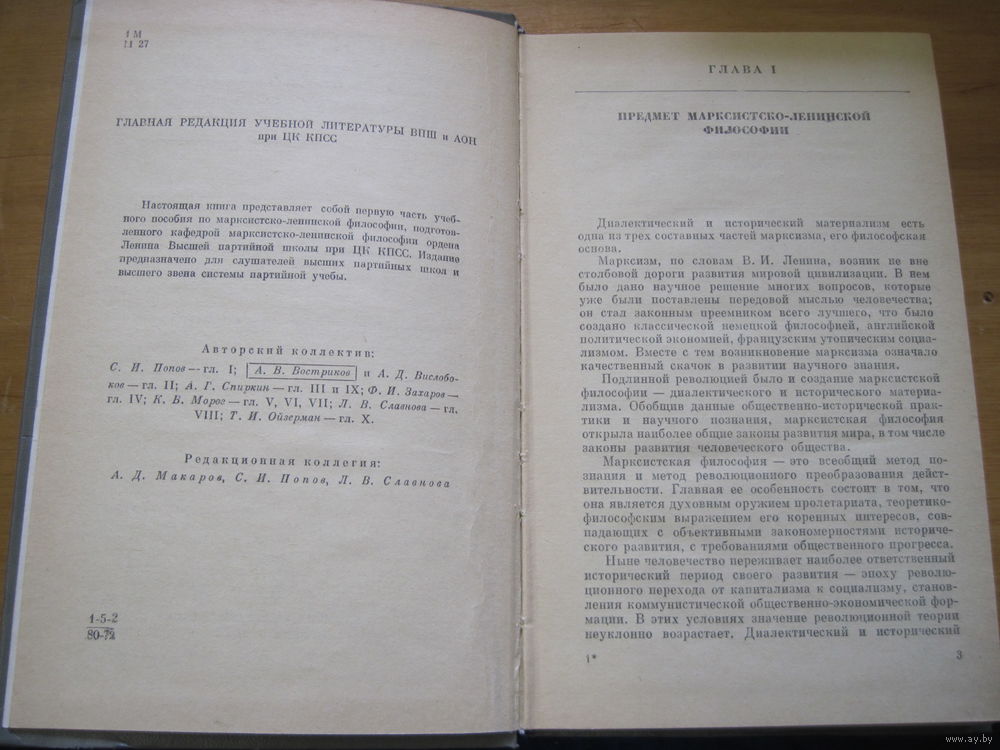 1 М
М 27
ГЛАВНАЯ РЕДАКЦИЯ УЧЕБНОЙ ЛИТЕРАТУРЫ ВПШ и АОН
при ЦК КПСС
Настоящая книга представляет собой первую часть учеб-
ного пособия по марксистско-ленинской философии, подготов-
ленного кафедрой марксистско-ленинской философии ордена
Ленина Высшей партийной школы при ЦК КПСС. Издание
предназначено для слушателей высших партийных школ и
высшего звена системы партийной учебы.
Авторский коллектив:
С. И. Попов — гл. I; А. В. Востриков и А. Д. Вислобо-
ков — гл. II; А. Г. Спиркин — гл. III и IX; Ф. И. Захаров —
гл. IV; К. В. Мороз — гл. V, VI, VII; Л. В. Славнова — гл.
VIII; Т. И. Ойзерман — гл. X.
Редакционная коллегия:
А. Д. Макаров, С. И. Попов, Л. В. Славнова
1-5-2
80-72
ГЛАВА I
ПРЕДМЕТ МАРКСИСТСКО-ЛЕНИНСКОЙ
ФИЛОСОФИИ
Диалектический и исторический материализм есть
одна из трех составных частей марксизма, его философская
основа.
Марксизм, по словам В. И. Ленина, возник не вне
столбовой дороги развития мировой цивилизации. В нем
было дано научное решение многих вопросов, которые
уже были поставлены передовой мыслью человечества;
он стал законным преемником всего лучшего, что было
создано классической немецкой философией, английской
политической экономией, французским утопическим соци-
ализмом. Вместе с тем возникновение марксизма означало
качественный скачок в развитии научного знания.
Подлинной революцией было и создание марксистской
философии — диалектического и исторического материа-
лизма. Обобщив данные общественно-исторической прак-
тики и научного познания, марксистская философия
открыла наиболее общие законы развития мира, в том числе
законы развития человеческого общества.
Марксистская философия — это всеобщий метод по-
знания и метод революционного преобразования дейст-
вительности. Главная ее особенность состоит в том, что
она является духовным оружием пролетариата, теоретико-
философским выражением его коренных интересов, сов-
падающих с объективными закономерностями историче-
ского развития, с требованиями общественного прогресса.
Ныне человечество переживает наиболее ответственный
исторический период своего развития — эпоху револю-
ционного перехода от капитализма к социализму, станов-
ления коммунистической общественно-экономической фор-
мации. В этих условиях значение революционной теории
неуклонно возрастает. Диалектический и исторический
1*
3
www.ay.by